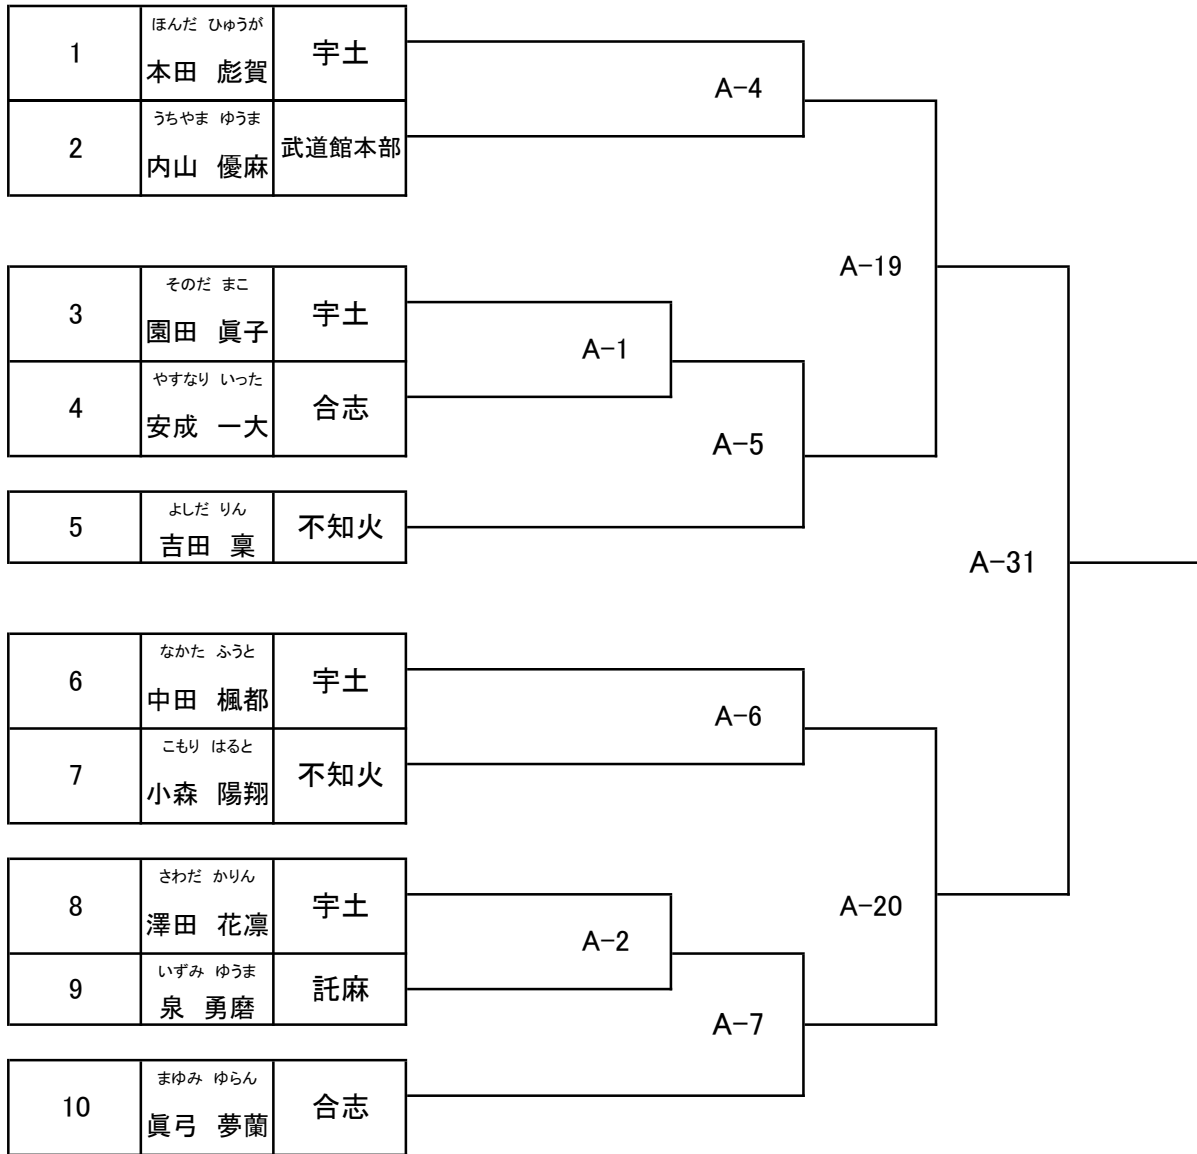 ほんだ ひゅうが
1 本田 彪賀 宇土
A-4
うちやま ゆうま
2 内山 優麻 武道館本部
A-19
そのだ まこ
3 園田 眞子 宇土
A-1
やすなり いった
4 安成 一大 合志
A-5
よしだ りん
5 吉田 稟 不知火
A-31
なかた ふうと
6 中田 楓都 宇土
A-6
こもり はると
7 小森 陽翔 不知火
さわだ かりん
8 澤田 花凛 宇土
A-20
A-2
いずみ ゆうま
9 泉 勇磨 託麻
A-7
まゆみ ゆらん
10 眞弓 夢蘭 合志